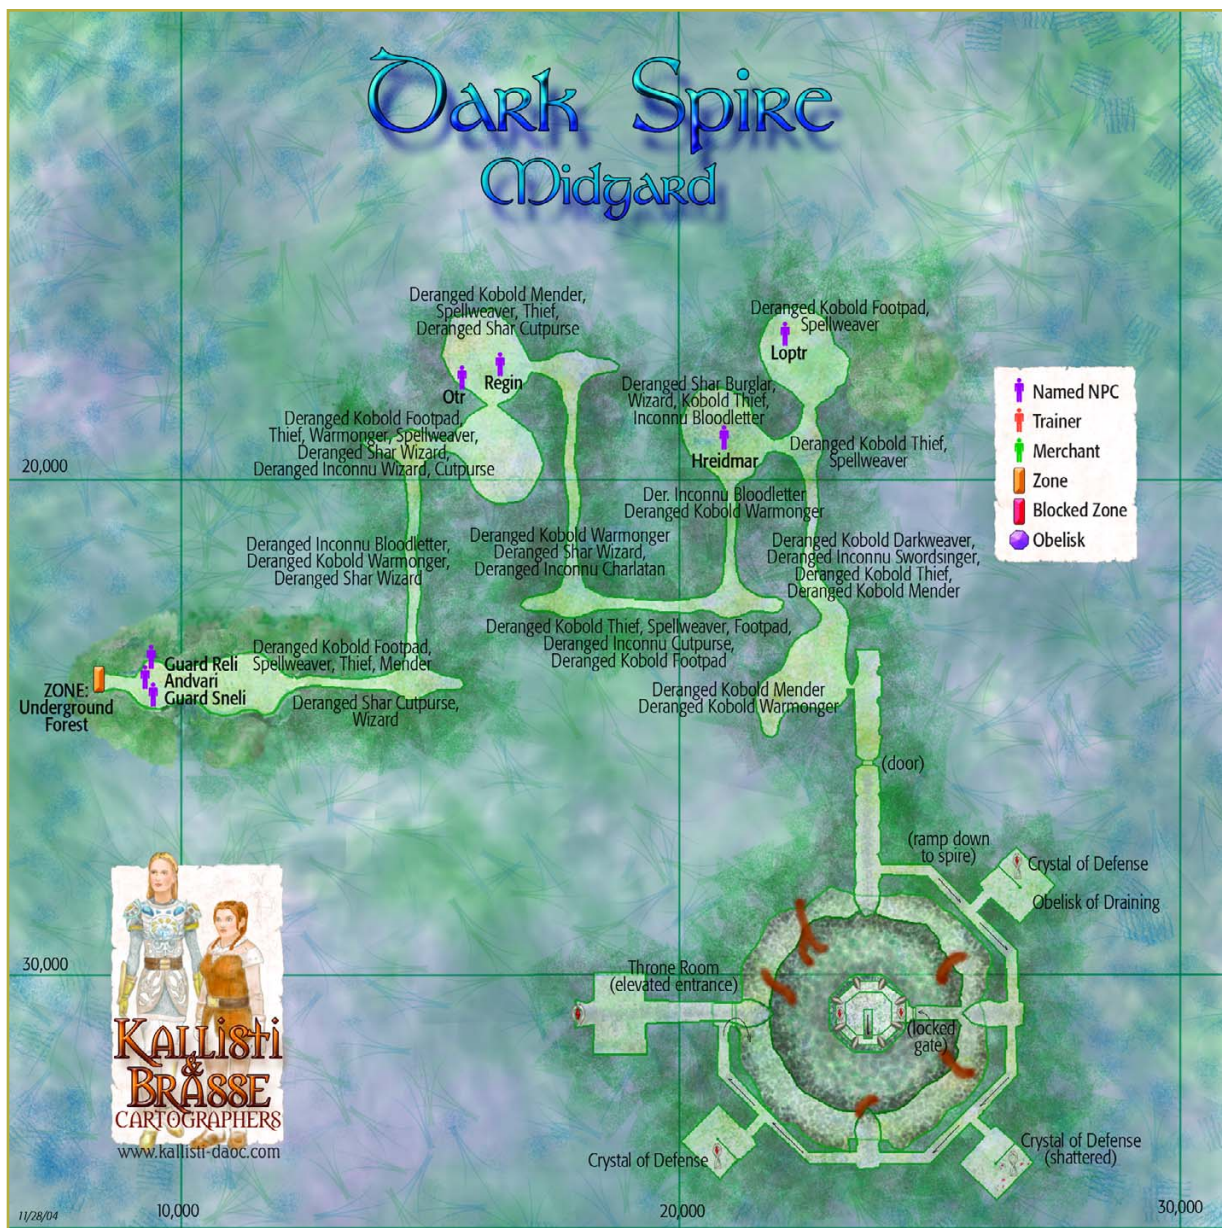 Dark Spire
Midgard
Deranged Kobold Mender,
Spellweaver, Thief,
Deranged Shar Cutpurse
Regin
Otr
Deranged Kobold Footpad,
Spellweaver
Loptr
Deranged Shar Burglar,
Wizard, Kobold Thief,
Inconnu Bloodletter
Hreidmar
Deranged Kobold Thief,
Spellweaver
Named NPC
Trainer
Merchant
Zone
Blocked Zone
Obelisk
Deranged Kobold Footpad,
Thief, Warmonger, Spellweaver,
Deranged Shar Wizard,
Deranged Inconnu Wizard, Cutpurse
20,000
Der. Inconnu Bloodletter
Deranged Kobold Warmonger
Deranged Inconnu Bloodletter,
Deranged Kobold Warmonger,
Deranged Shar Wizard
Deranged Kobold Warmonger
Deranged Shar Wizard,
Deranged Inconnu Charlatan
Deranged Kobold Darkweaver,
Deranged Inconnu Swordsinger,
Deranged Kobold Thief,
Deranged Kobold Mender
Deranged Kobold Thief, Spellweaver, Footpad,
Deranged Inconnu Cutpurse,
Deranged Kobold Footpad
Deranged Kobold Footpad,
Spellweaver, Thief, Mender
Guard Reli
Andvari
Guard Sneli
ZONE:
Underground
Forest
Deranged Shar Cutpurse,
Wizard
Deranged Kobold Mender
Deranged Kobold Warmonger
(door)
(ramp down
to spire)
Crystal of Defense
Obelisk of Draining
30,000
Throne Room
(elevated entrance)
(locked
gate)
Kallisti
&
Brasse
Cartographers
www.kallisti-daoc.com
Crystal of Defense
Crystal of Defense
(shattered)
11/28/04
10,000
20,000
30,000